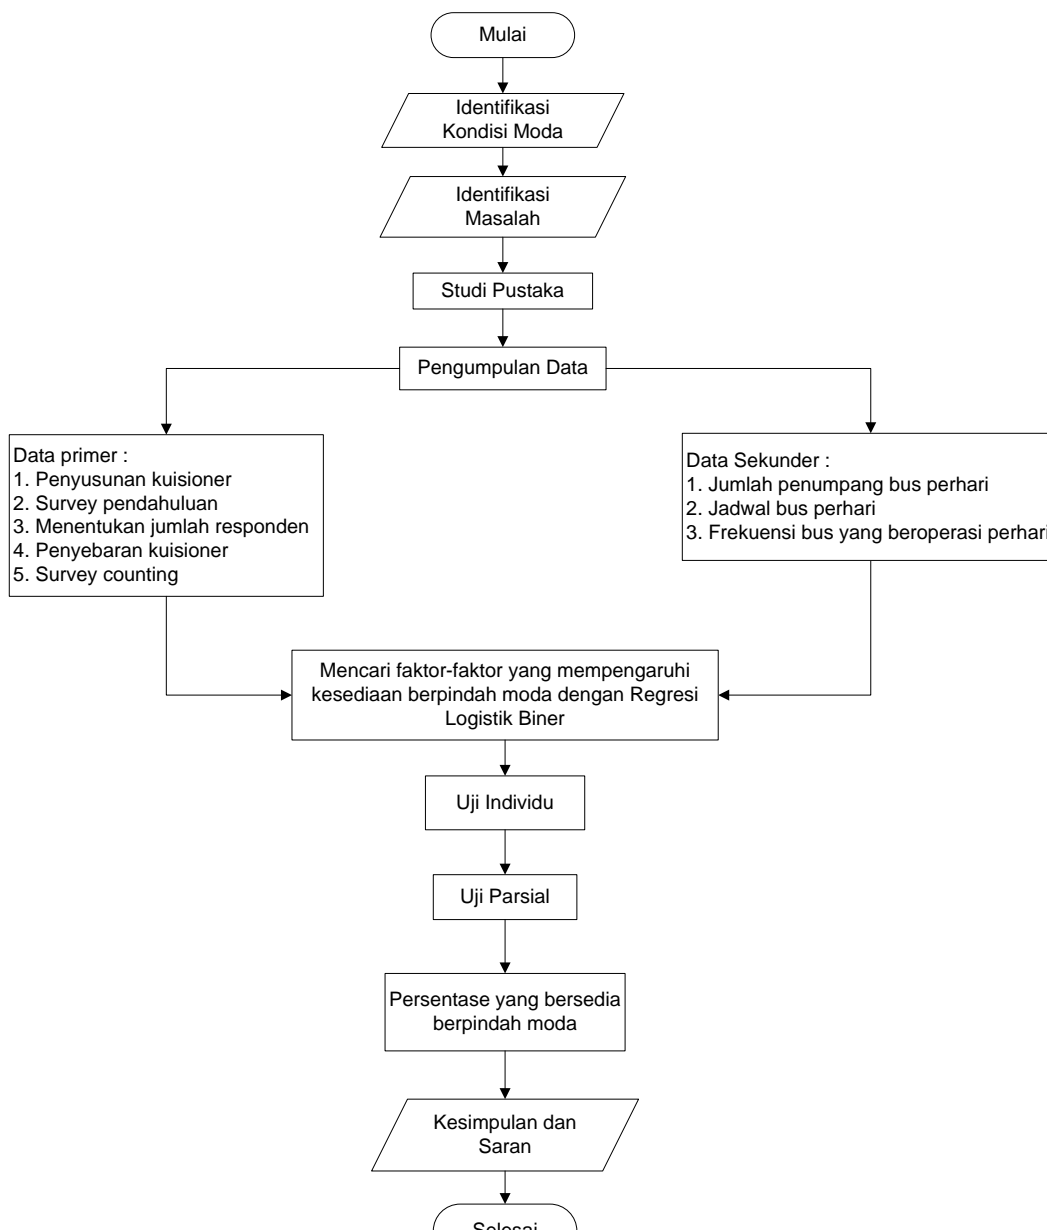 Mulai
Identifikasi
Kondisi Moda
Identifikasi
Masalah
Studi Pustaka
Pengumpulan Data
Data primer :
1. Penyusunan kuisioner
2. Survey pendahuluan
3. Menentukan jumlah responden
4. Penyebaran kuisioner
5. Survey counting
Data Sekunder :
1. Jumlah penumpang bus perhari
2. Jadwal bus perhari
3. Frekuensi bus yang beroperasi perhari
Mencari faktor-faktor yang mempengaruhi
kesediaan berpindah moda dengan Regresi
Logistik Biner
Uji Individu
Uji Parsial
Persentase yang bersedia
berpindah moda
Kesimpulan dan
Saran
Selesai